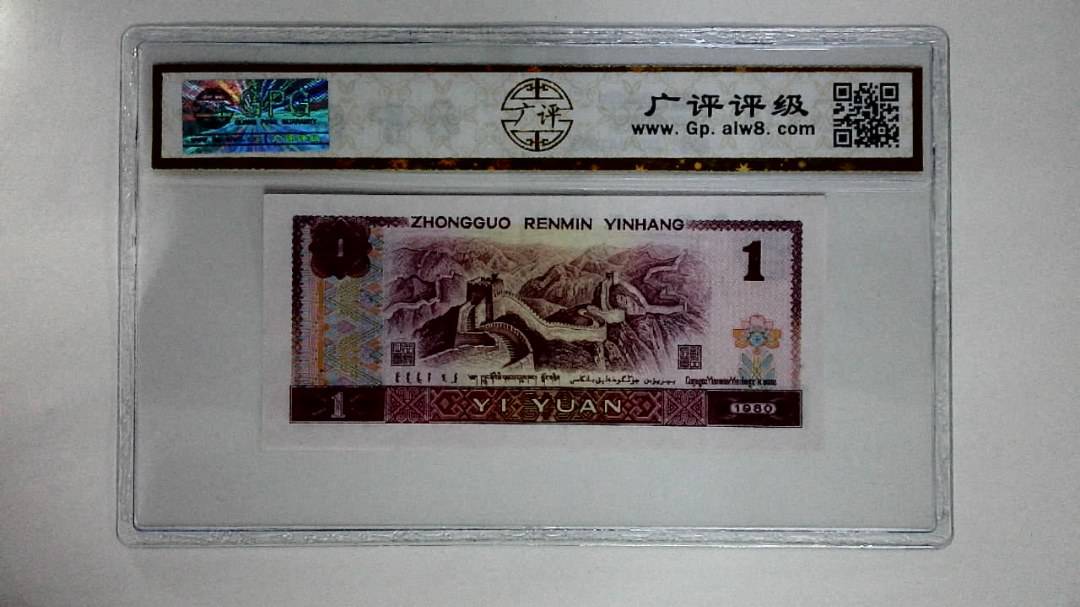 GPG
广评
广评评级
www.Gp.alw8.com
ZHONGGUO RENMIN YINHANG
1
1
1
YI YUAN
1980